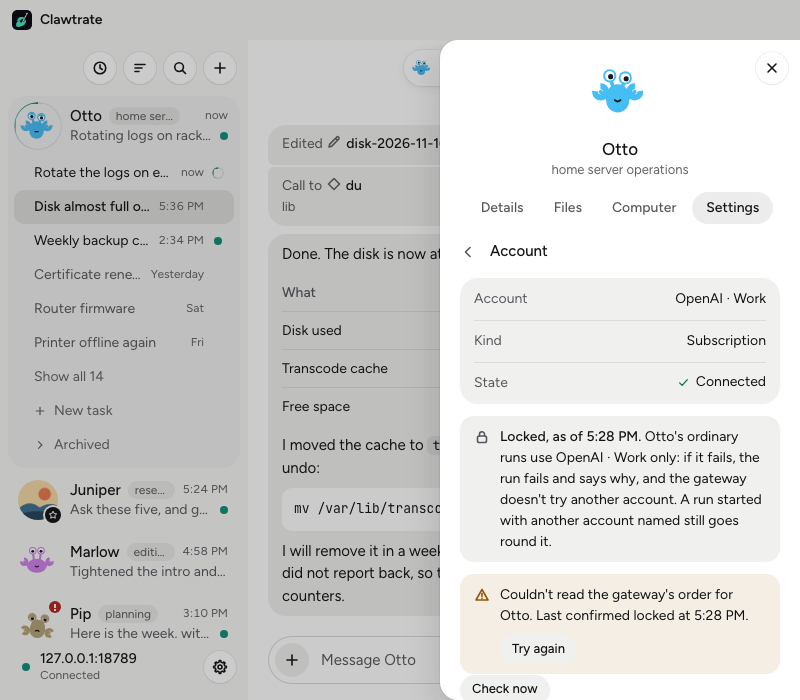 Clawtrate
Otto
home ser...
now
Rotating logs on rack...
Rotate the logs on e...
now
Disk almost full o...
5:36 PM
Weekly backup c...
2:34 PM
Certificate rene...
Yesterday
Router firmware
Sat
Printer offline again
Fri
Show all 14
New task
Archived
Juniper
rese...
5:24 PM
Ask these five, and g...
Marlow
editi...
4:58 PM
Tightened the intro and...
Pip
planning
3:10 PM
Here is the week. wit...
127.0.0.1:18789
Connected
Edited disk-2026-11-1
Call to du
lib
Done. The disk is now at
What
Disk used
Transcode cache
Free space
I moved the cache to
undo:
mv /var/lib/transco
I will remove it in a week
did not report back, so t
counters.
Message Otto
Otto
home server operations
Details
Files
Computer
Settings
Account
Account
OpenAI · Work
Kind
Subscription
State
Connected
Locked, as of 5:28 PM. Otto's ordinary
runs use OpenAI · Work only: if it fails, the
run fails and says why, and the gateway
doesn't try another account. A run started
with another account named still goes
round it.
Couldn't read the gateway's order for
Otto. Last confirmed locked at 5:28 PM.
Try again
Check now